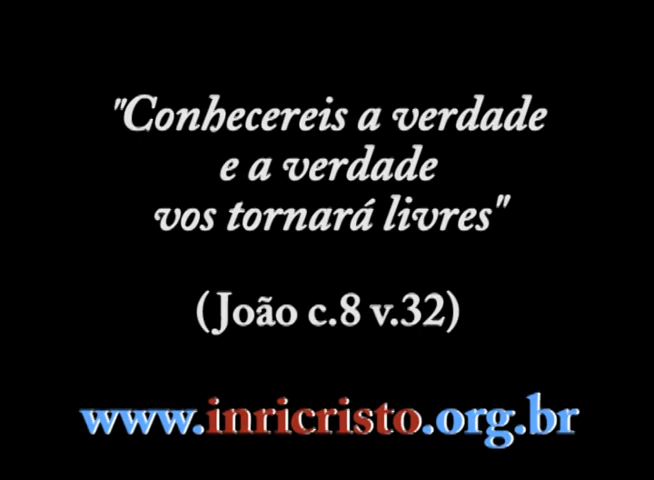 "Conhecereis a verdade
e a verdade
vos tornará livres"
(João c.8 v.32)
www.inricristo.org.br